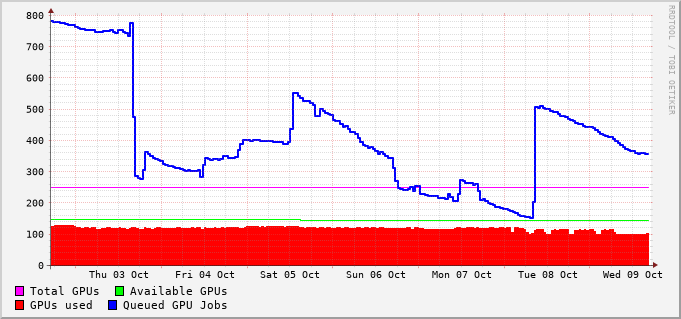 RRDTOOL / TOBI OETIKER
800
700
600
500
400
300
200
100
0
Thu 03 Oct Fri 04 Oct Sat 05 Oct Sun 06 Oct Mon 07 Oct Tue 08 Oct Wed 09 Oct
Total GPUs Available GPUs
GPUs used Queued GPU Jobs